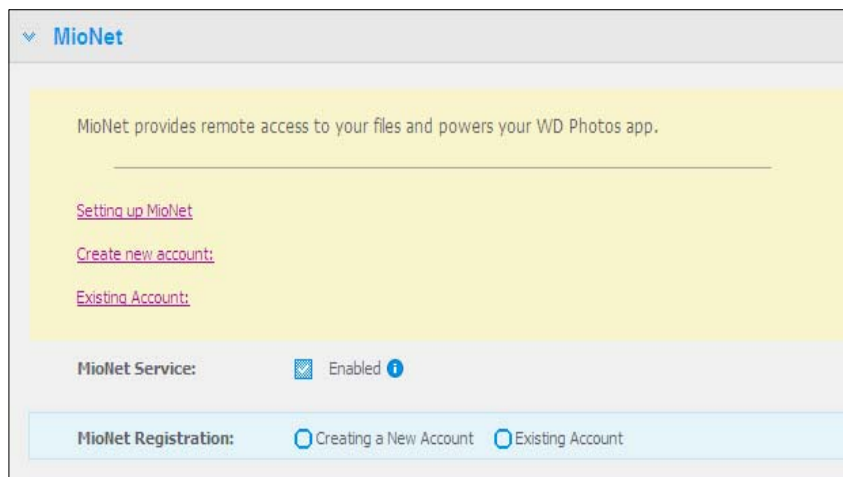 MioNet
MioNet provides remote access to your files and powers your WD Photos app.
Setting up MioNet
Create new account:
Existing Account:
MioNet Service: Enabled i
MioNet Registration: Creating a New Account Existing Account